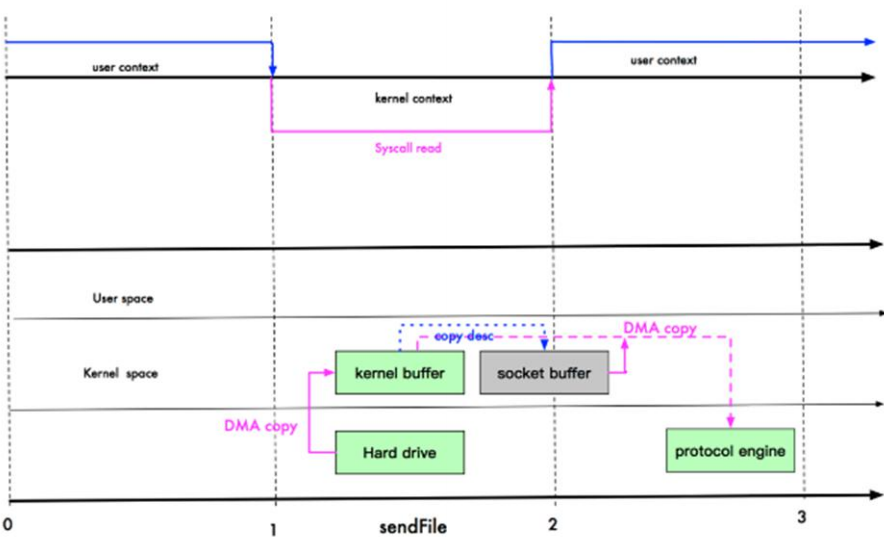 user context
user context
kernel context
Syscall read
User space
copy desc
DMA copy
Kernel space
kernel buffer
socket buffer
DMA copy
Hard drive
protocol engine
0
1
sendFile
2
3